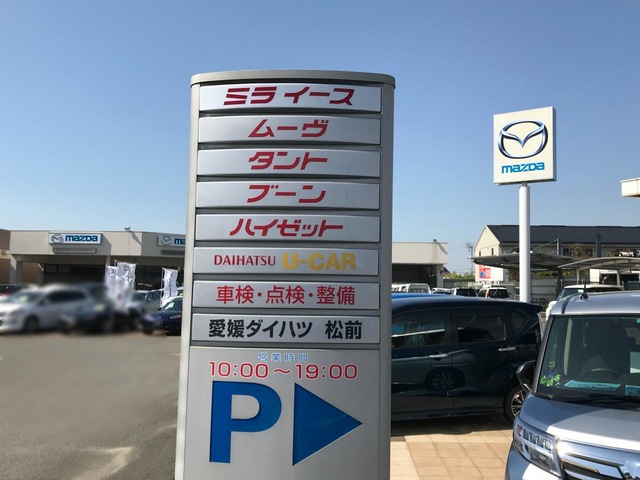 ミラ イース
ムーヴ
タント
ブーン
ハイゼット
DAIHATSU U-CAR
車検・点検・整備
愛媛ダイハツ 松前
営業時間
10:00～19:00
P
mazda
mazda
mazda